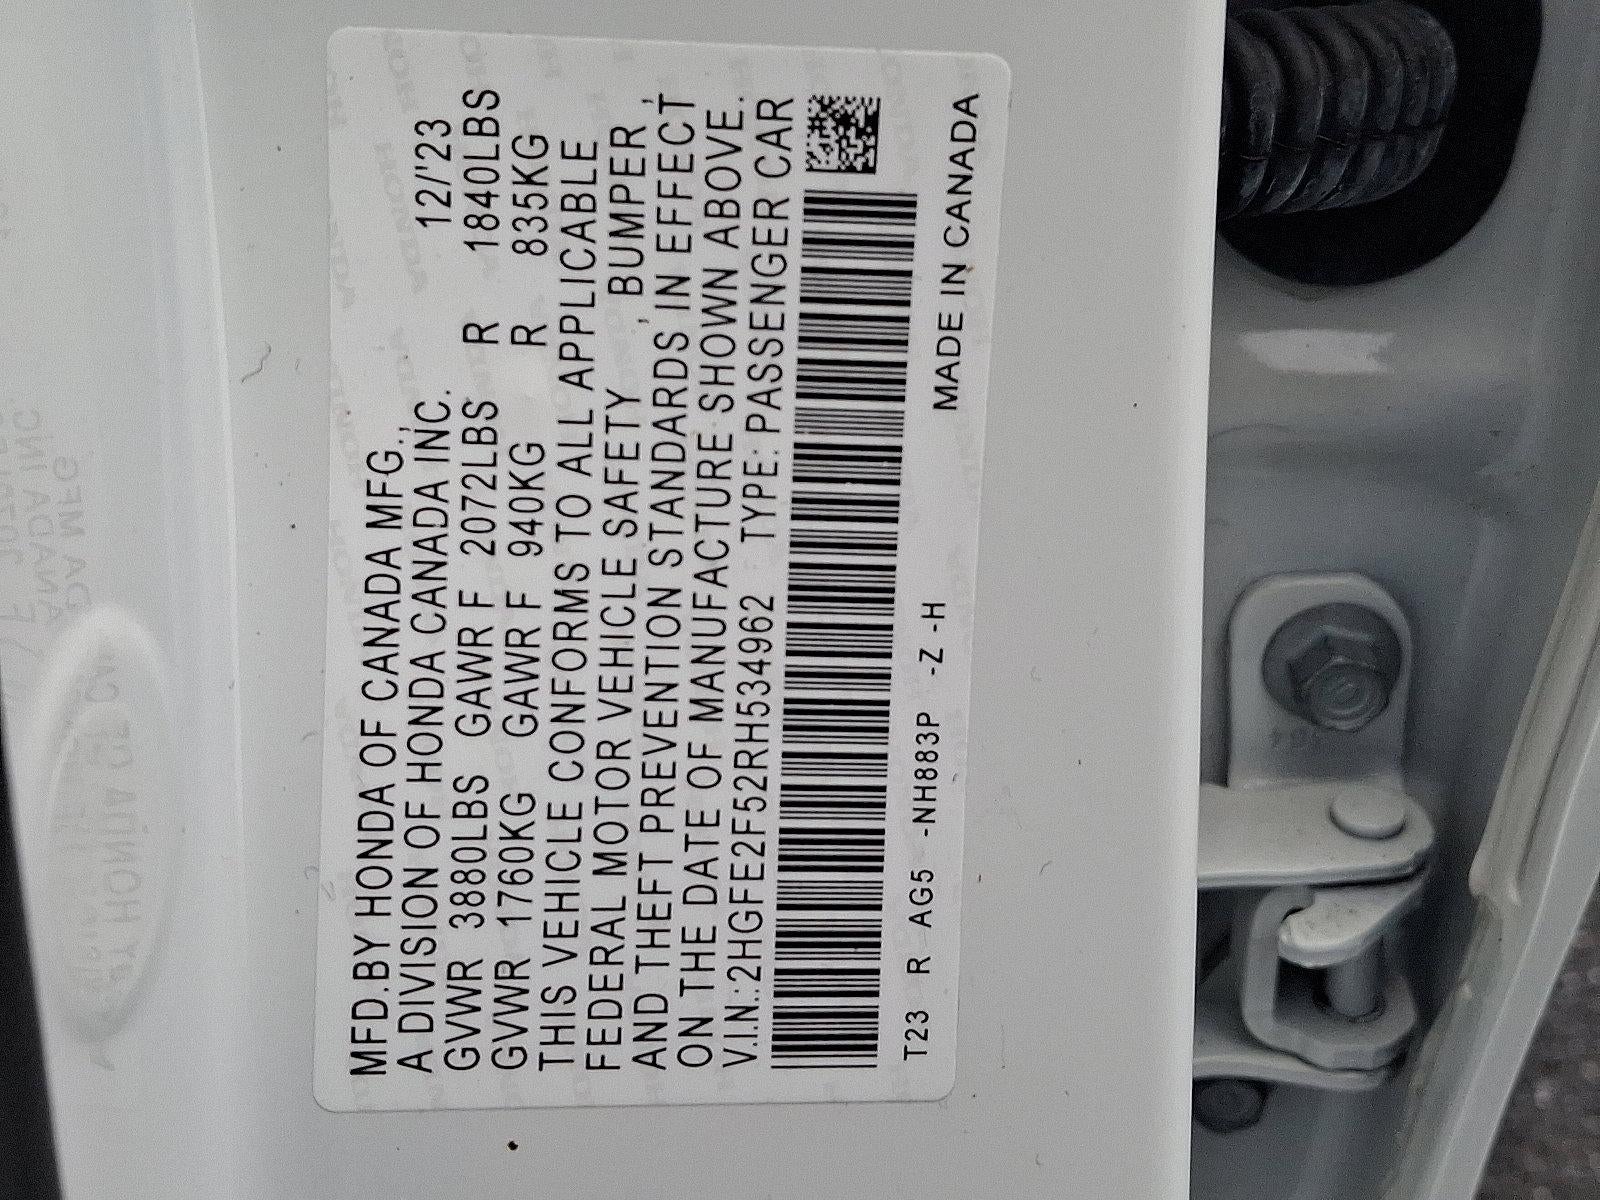 MFD.BY HONDA OF CANADA MFG.,
A DIVISION OF HONDA CANADA INC. 12/'23
GVWR 3880LBS GAWR F 2072LBS R 1840LBS
GVWR 1760KG GAWR F 940KG R 835KG
THIS VEHICLE CONFORMS TO ALL APPLICABLE
FEDERAL MOTOR VEHICLE SAFETY , BUMPER ,
AND THEFT PREVENTION STANDARDS IN EFFECT
ON THE DATE OF MANUFACTURE SHOWN ABOVE.
V.I.N.:2HGFE2F52RH534962 TYPE: PASSENGER CAR
T23 R AG5 -NH883P -Z -H MADE IN CANADA